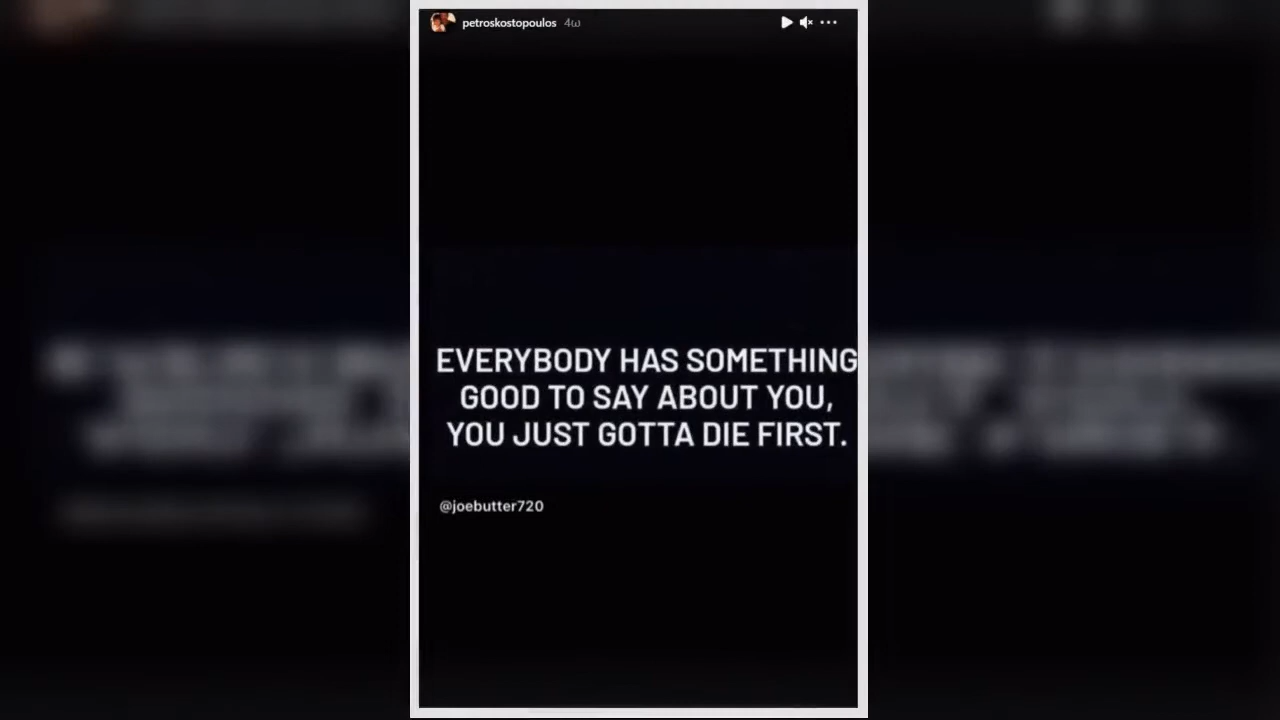 petroskostopoulos 4ω
EVERYBODY HAS SOMETHING
GOOD TO SAY ABOUT YOU,
YOU JUST GOTTA DIE FIRST.
@joebutter720